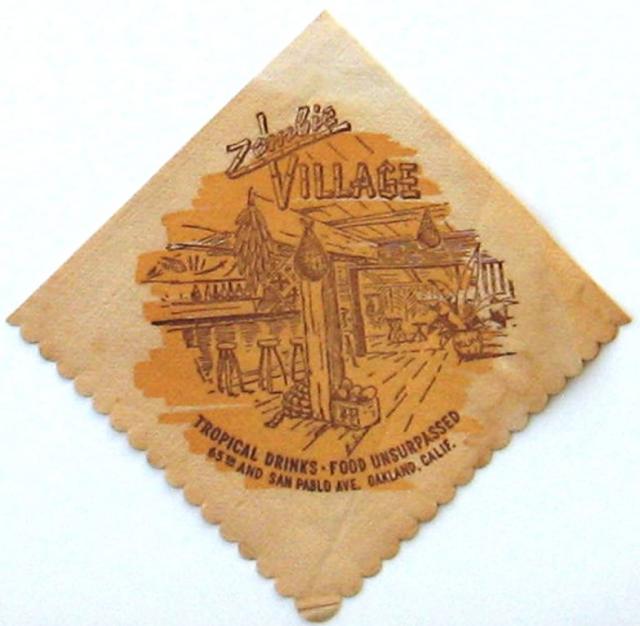 Zombie
VILLAGE
TROPICAL DRINKS · FOOD UNSURPASSED
65TH AND SAN PABLO AVE. OAKLAND, CALIF.